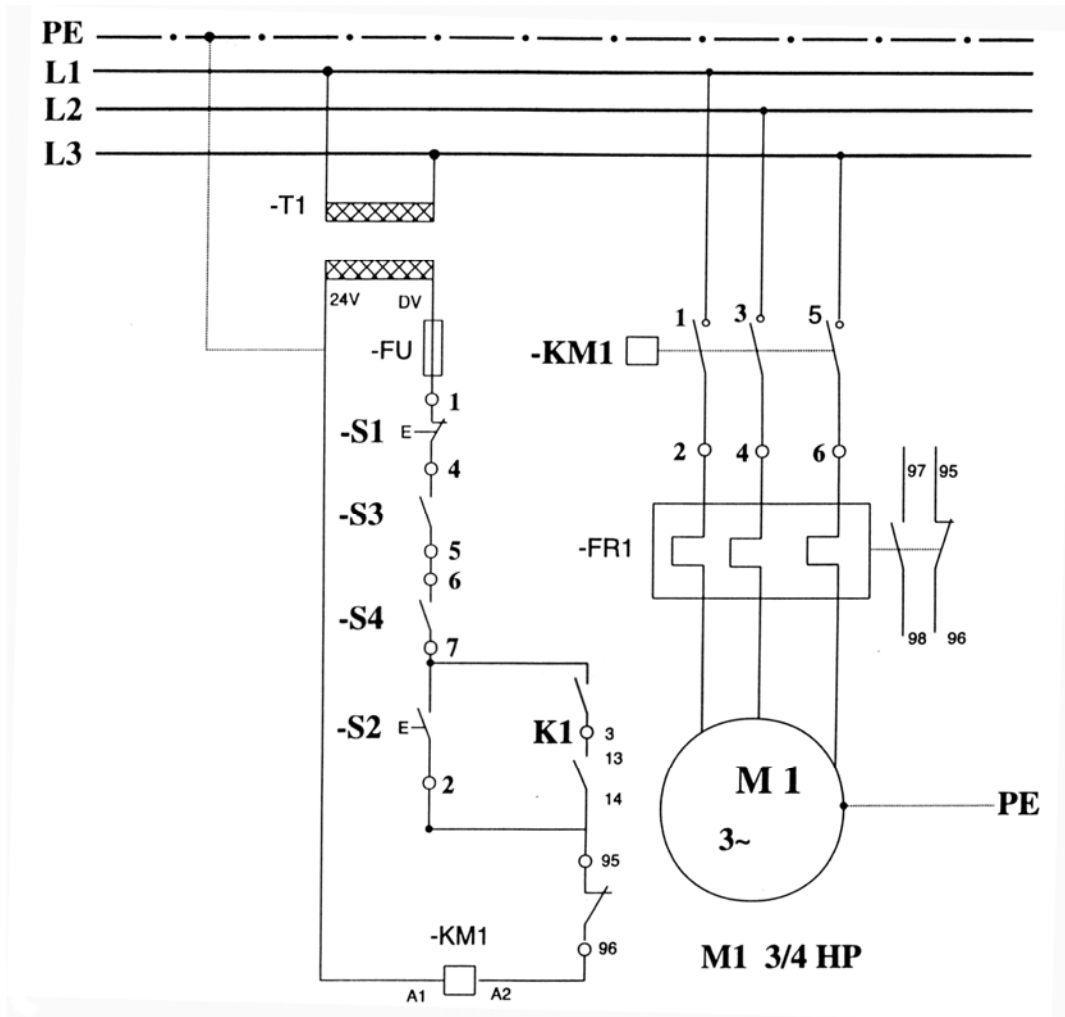 PE
L1
L2
L3
-T1
24V DV
-FU
1
-S1 E
4
-S3
5
6
-S4
7
-S2 E
2
K1 3
13
14
95
96
-KM1
A1 A2
-KM1
1 3 5
2 4 6
-FR1
97 95
98 96
M 1
3~
PE
M1 3/4 HP